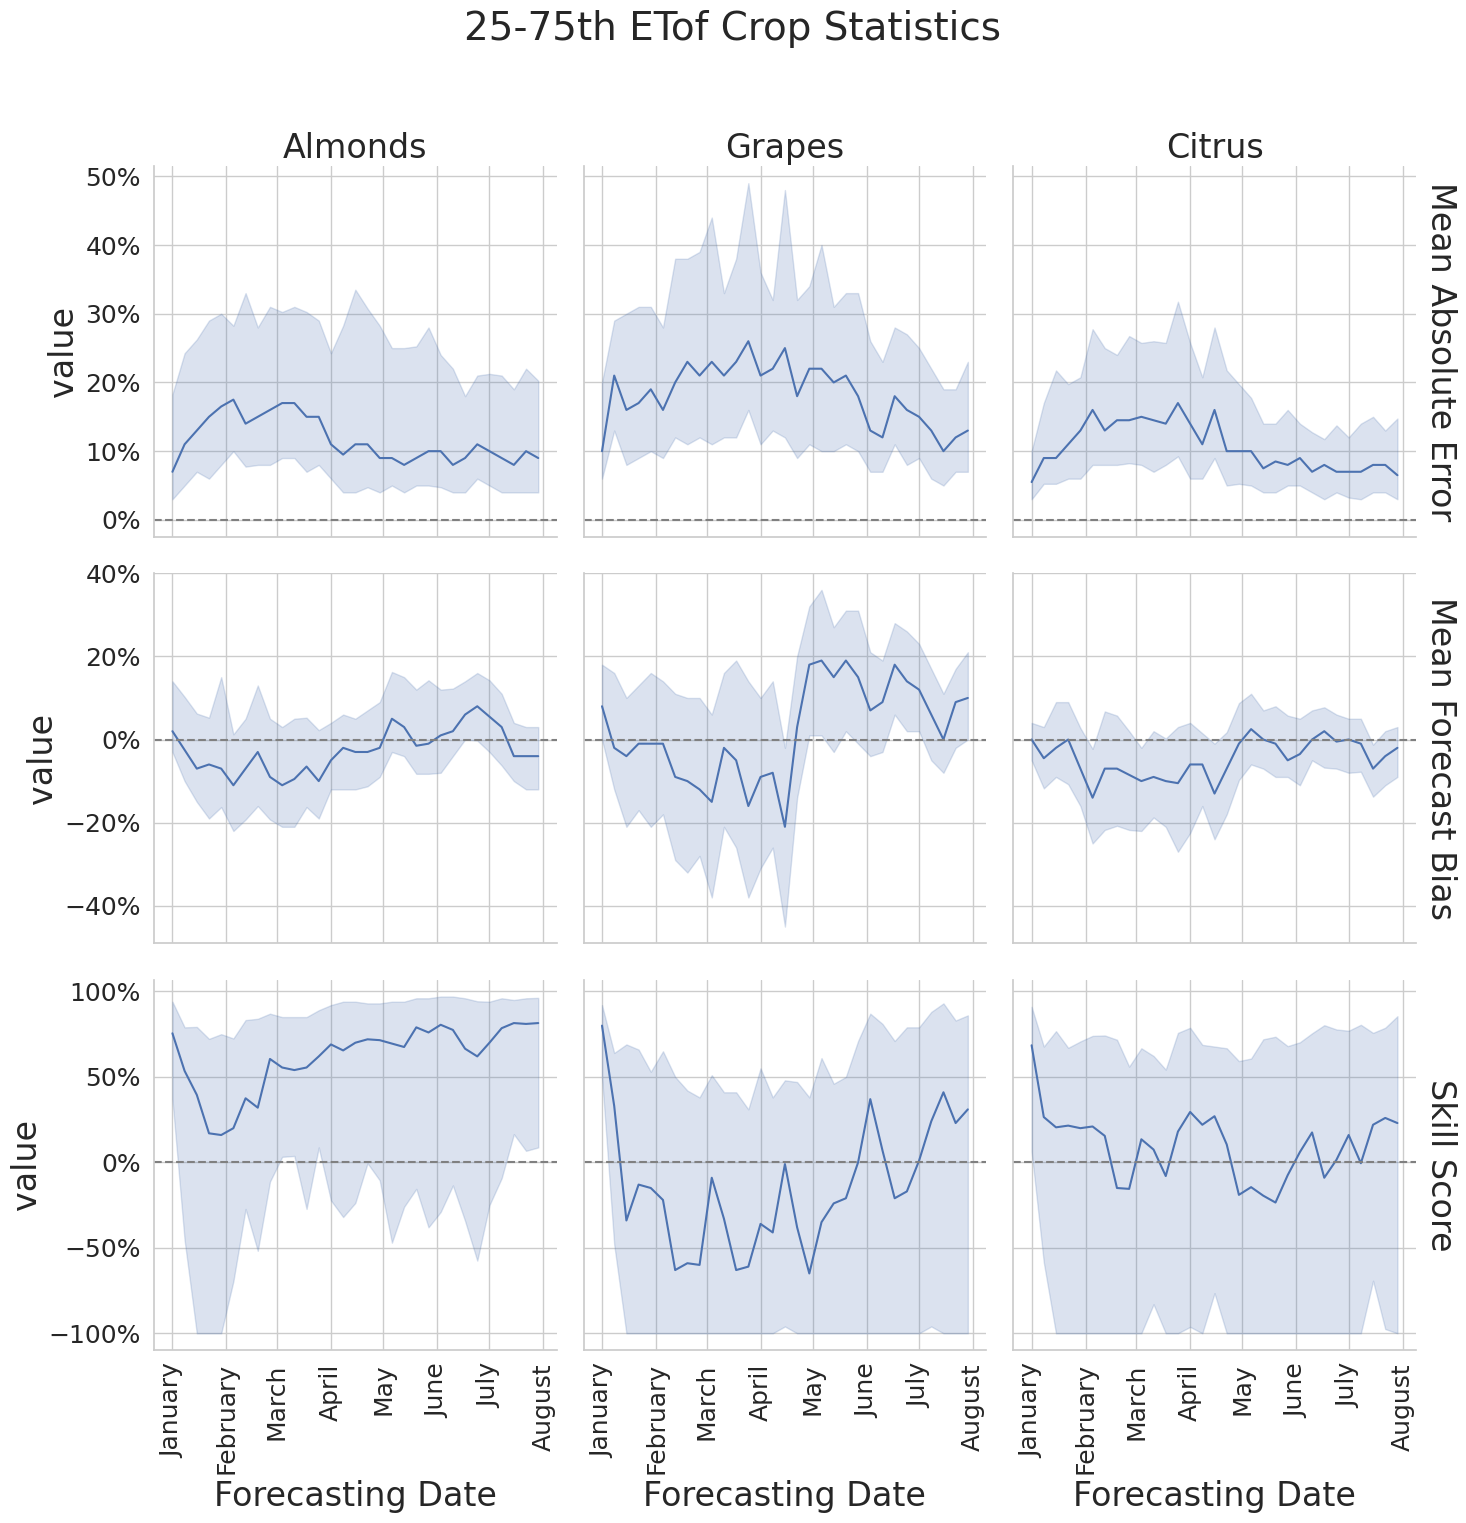 25-75th ETof Crop Statistics
Almonds
Grapes
Citrus
50%
40%
30%
20%
10%
0%
value
Mean Absolute Error
40%
20%
0%
−20%
−40%
value
Mean Forecast Bias
100%
50%
0%
−50%
−100%
value
Skill Score
January
February
March
April
May
June
July
August
January
February
March
April
May
June
July
August
January
February
March
April
May
June
July
August
Forecasting Date
Forecasting Date
Forecasting Date